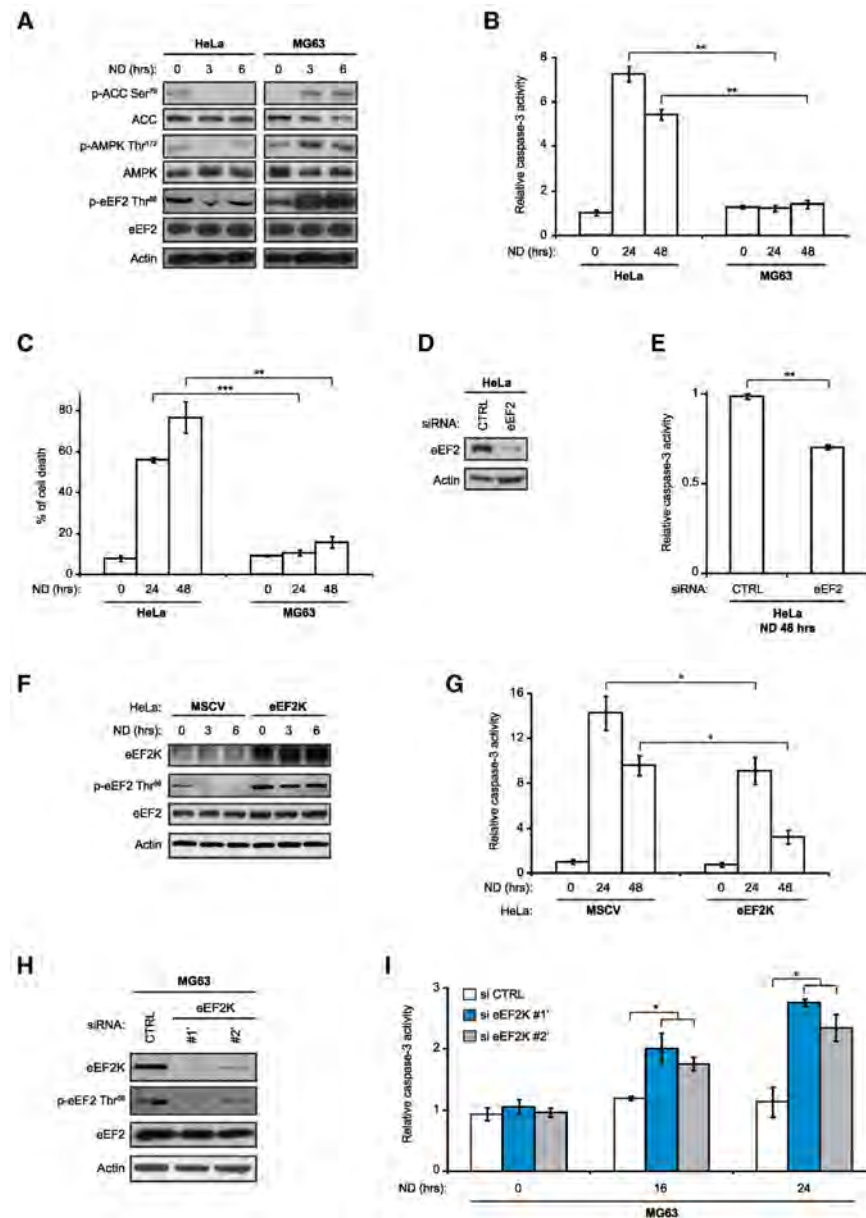 A
HeLa MG63
ND (hrs): 0 3 6 0 3 6
p-ACC Ser79
ACC
p-AMPK Thr172
AMPK
p-eEF2 Thr56
eEF2
Actin
B
Relative caspase-3 activity
8
6
4
2
0
**
**
ND (hrs): 0 24 48 0 24 48
HeLa MG63
C
% of cell death
80
60
40
20
0
**
***
ND (hrs): 0 24 48 0 24 48
HeLa MG63
D
HeLa
siRNA: CTRL eEF2
eEF2
Actin
E
Relative caspase-3 activity
1
0.5
0
**
siRNA: CTRL eEF2
HeLa
ND 48 hrs
F
HeLa: MSCV eEF2K
ND (hrs): 0 3 6 0 3 6
eEF2K
p-eEF2 Thr56
eEF2
Actin
G
Relative caspase-3 activity
16
12
8
4
0
*
*
ND (hrs): 0 24 48 0 24 48
HeLa: MSCV eEF2K
H
MG63
eEF2K
siRNA: CTRL #1' #2'
eEF2K
p-eEF2 Thr56
eEF2
Actin
I
Relative caspase-3 activity
3
2
1
0
si CTRL
si eEF2K #1'
si eEF2K #2'
*
*
ND (hrs): 0 16 24
MG63